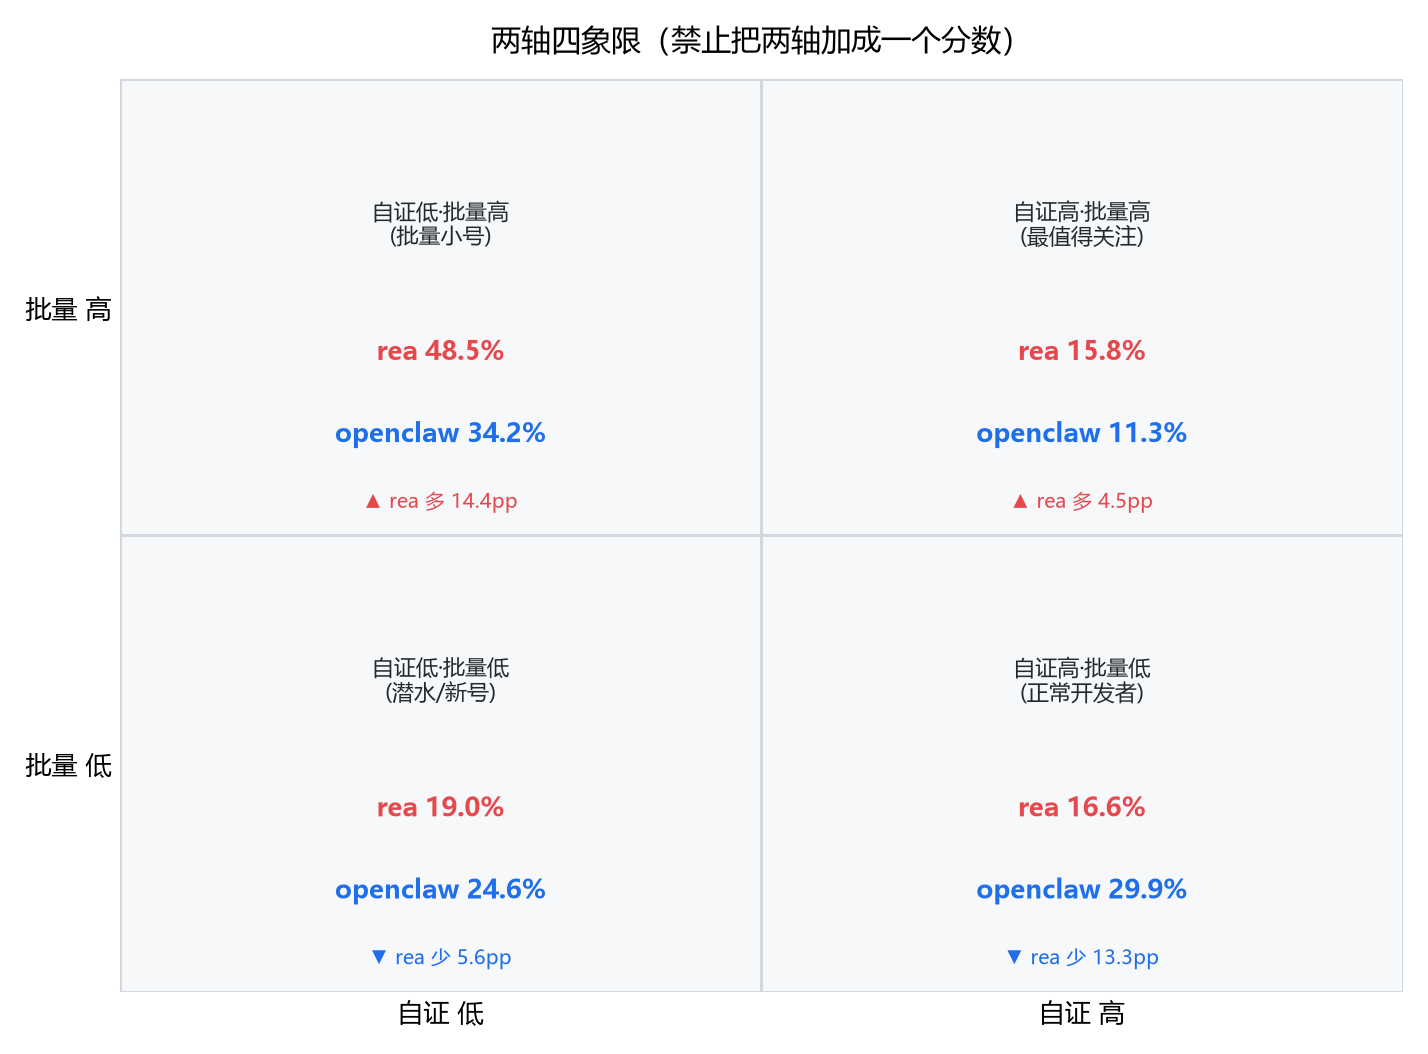 两轴四象限（禁止把两轴加成一个分数）
批量 高
自证低·批量高
(批量小号)
rea 48.5%
openclaw 34.2%
▲ rea 多 14.4pp
自证高·批量高
(最值得关注)
rea 15.8%
openclaw 11.3%
▲ rea 多 4.5pp
批量 低
自证低·批量低
(潜水/新号)
rea 19.0%
openclaw 24.6%
▼ rea 少 5.6pp
自证高·批量低
(正常开发者)
rea 16.6%
openclaw 29.9%
▼ rea 少 13.3pp
自证 低
自证 高